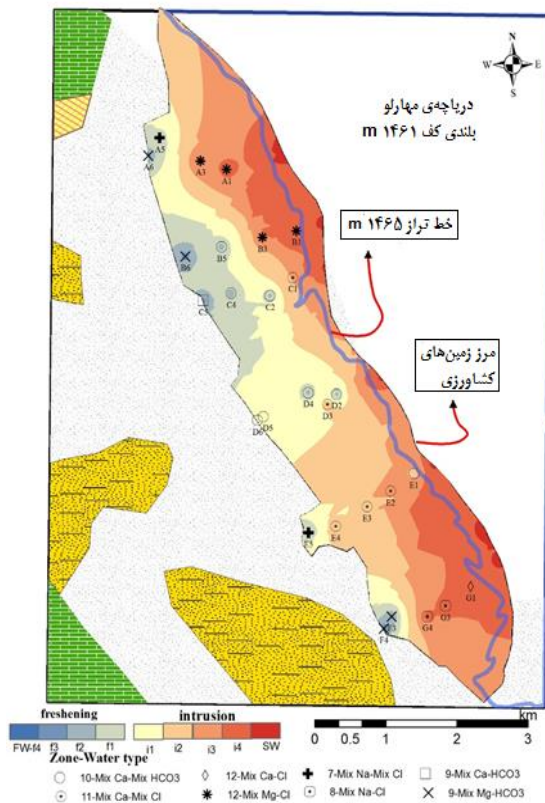 N
W E
S
دریاچه‌ی مهارلو
بلندی کف ۱۴۶۱ m
خط تراز ۱۴۶۵ m
مرز زمین‌های
کشاورزی
A5
A6
A3
A1
B3
B1
B5
B6
C1
C2
C4
C5
D4
D2
D3
D5
D6
E1
E2
E3
E4
F3
F4
G1
G4
km
freshening intrusion
FW-f4 f3 f2 f1 i1 i2 i3 i4 SW
0 0.5 1 2 3
Zone-Water type
10-Mix Ca-Mix HCO3
12-Mix Ca-Cl
7-Mix Na-Mix Cl
9-Mix Ca-HCO3
11-Mix Ca-Mix Cl
12-Mix Mg-Cl
8-Mix Na-Cl
9-Mix Mg-HCO3